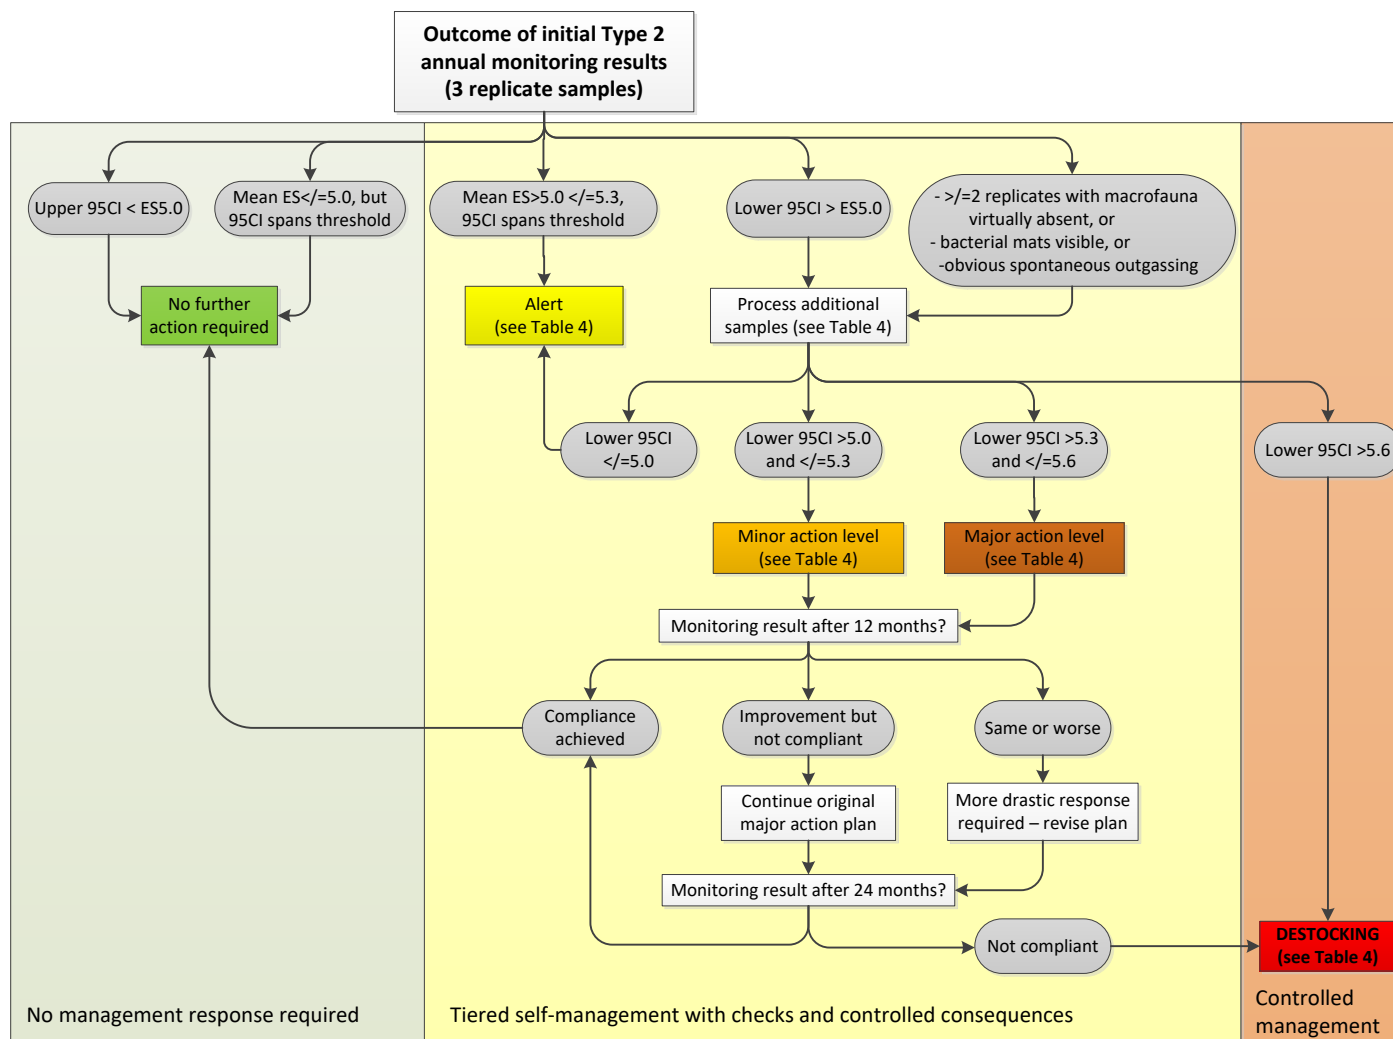 Outcome of initial Type 2
annual monitoring results
(3 replicate samples)
Upper 95CI < ES5.0
Mean ES</=5.0, but
95CI spans threshold
Mean ES>5.0 </=5.3,
95CI spans threshold
Lower 95CI > ES5.0
- >/=2 replicates with macrofauna
virtually absent, or
- bacterial mats visible, or
-obvious spontaneous outgassing
No further
action required
Alert
(see Table 4)
Process additional
samples (see Table 4)
Lower 95CI
</=5.0
Lower 95CI >5.0
and </=5.3
Lower 95CI >5.3
and </=5.6
Lower 95CI >5.6
Minor action level
(see Table 4)
Major action level
(see Table 4)
Monitoring result after 12 months?
Compliance
achieved
Improvement but
not compliant
Same or worse
Continue original
major action plan
More drastic response
required – revise plan
Monitoring result after 24 months?
Not compliant
DESTOCKING
(see Table 4)
No management response required
Tiered self-management with checks and controlled consequences
Controlled
management